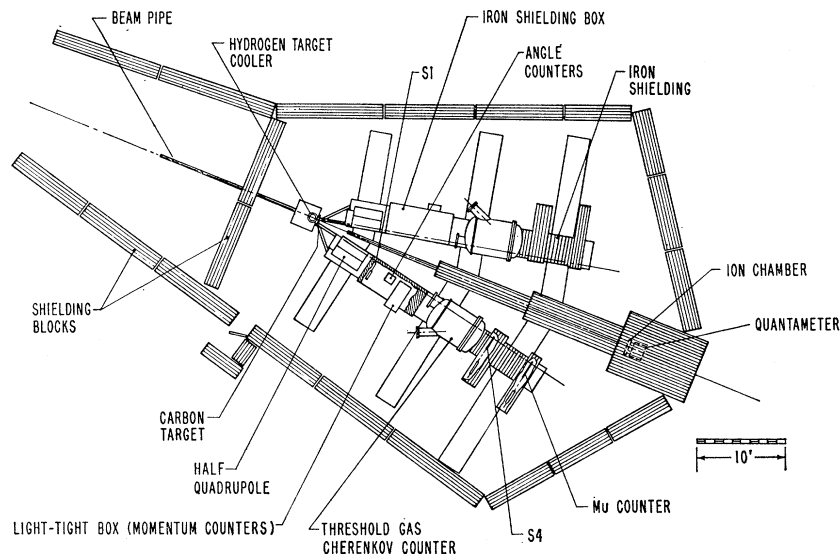 BEAM PIPE
IRON SHIELDING BOX
HYDROGEN TARGET
COOLER
S1
ANGLE
COUNTERS
IRON
SHIELDING
ION CHAMBER
QUANTAMETER
SHIELDING
BLOCKS
CARBON
TARGET
10'
HALF
QUADRUPOLE
LIGHT-TIGHT BOX (MOMENTUM COUNTERS)
THRESHOLD GAS
CHERENKOV COUNTER
S4
Mu COUNTER